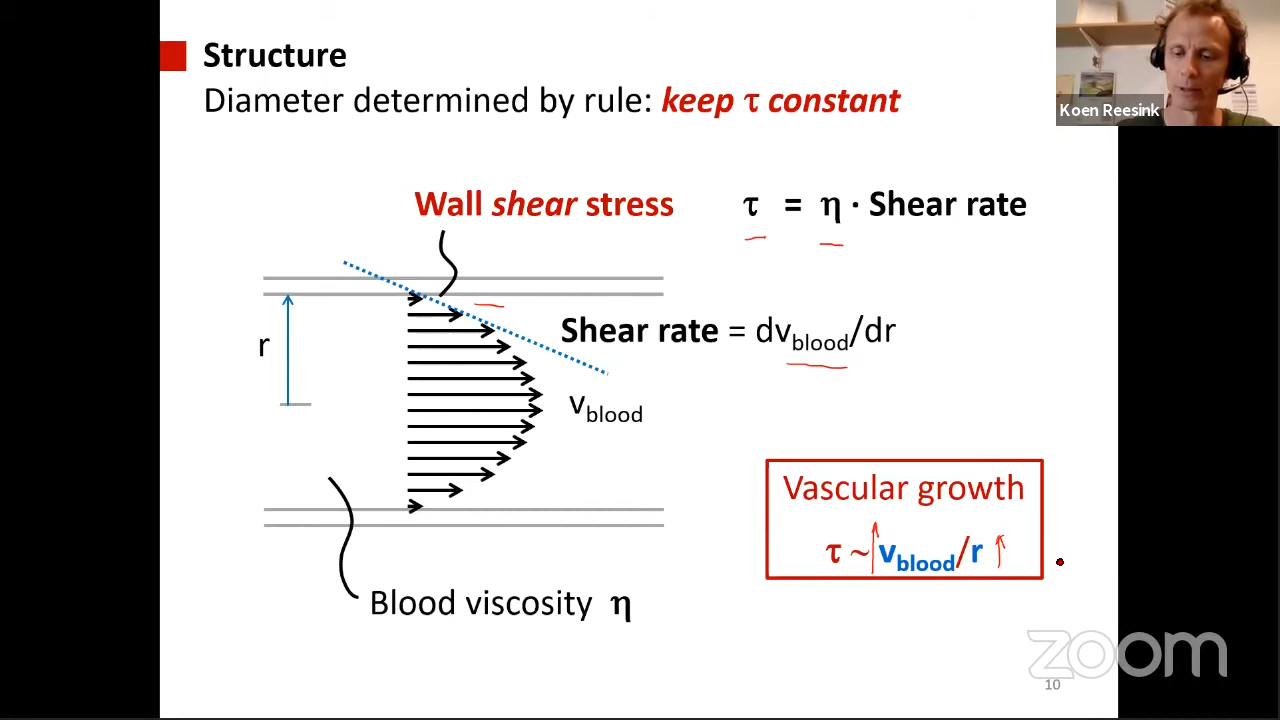 Structure
Diameter determined by rule: keep τ constant
Koen Reesink
Wall shear stress τ = η · Shear rate
r
Shear rate = dv_blood/dr
v_blood
Vascular growth
τ ~ v_blood/r
Blood viscosity η
zoom
10